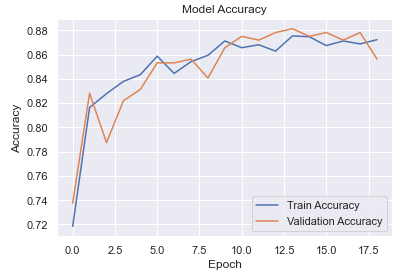 Model Accuracy
0.88
0.86
0.84
0.82
0.80
0.78
0.76
0.74
0.72
Accuracy
0.0 2.5 5.0 7.5 10.0 12.5 15.0 17.5
Epoch
Train Accuracy
Validation Accuracy